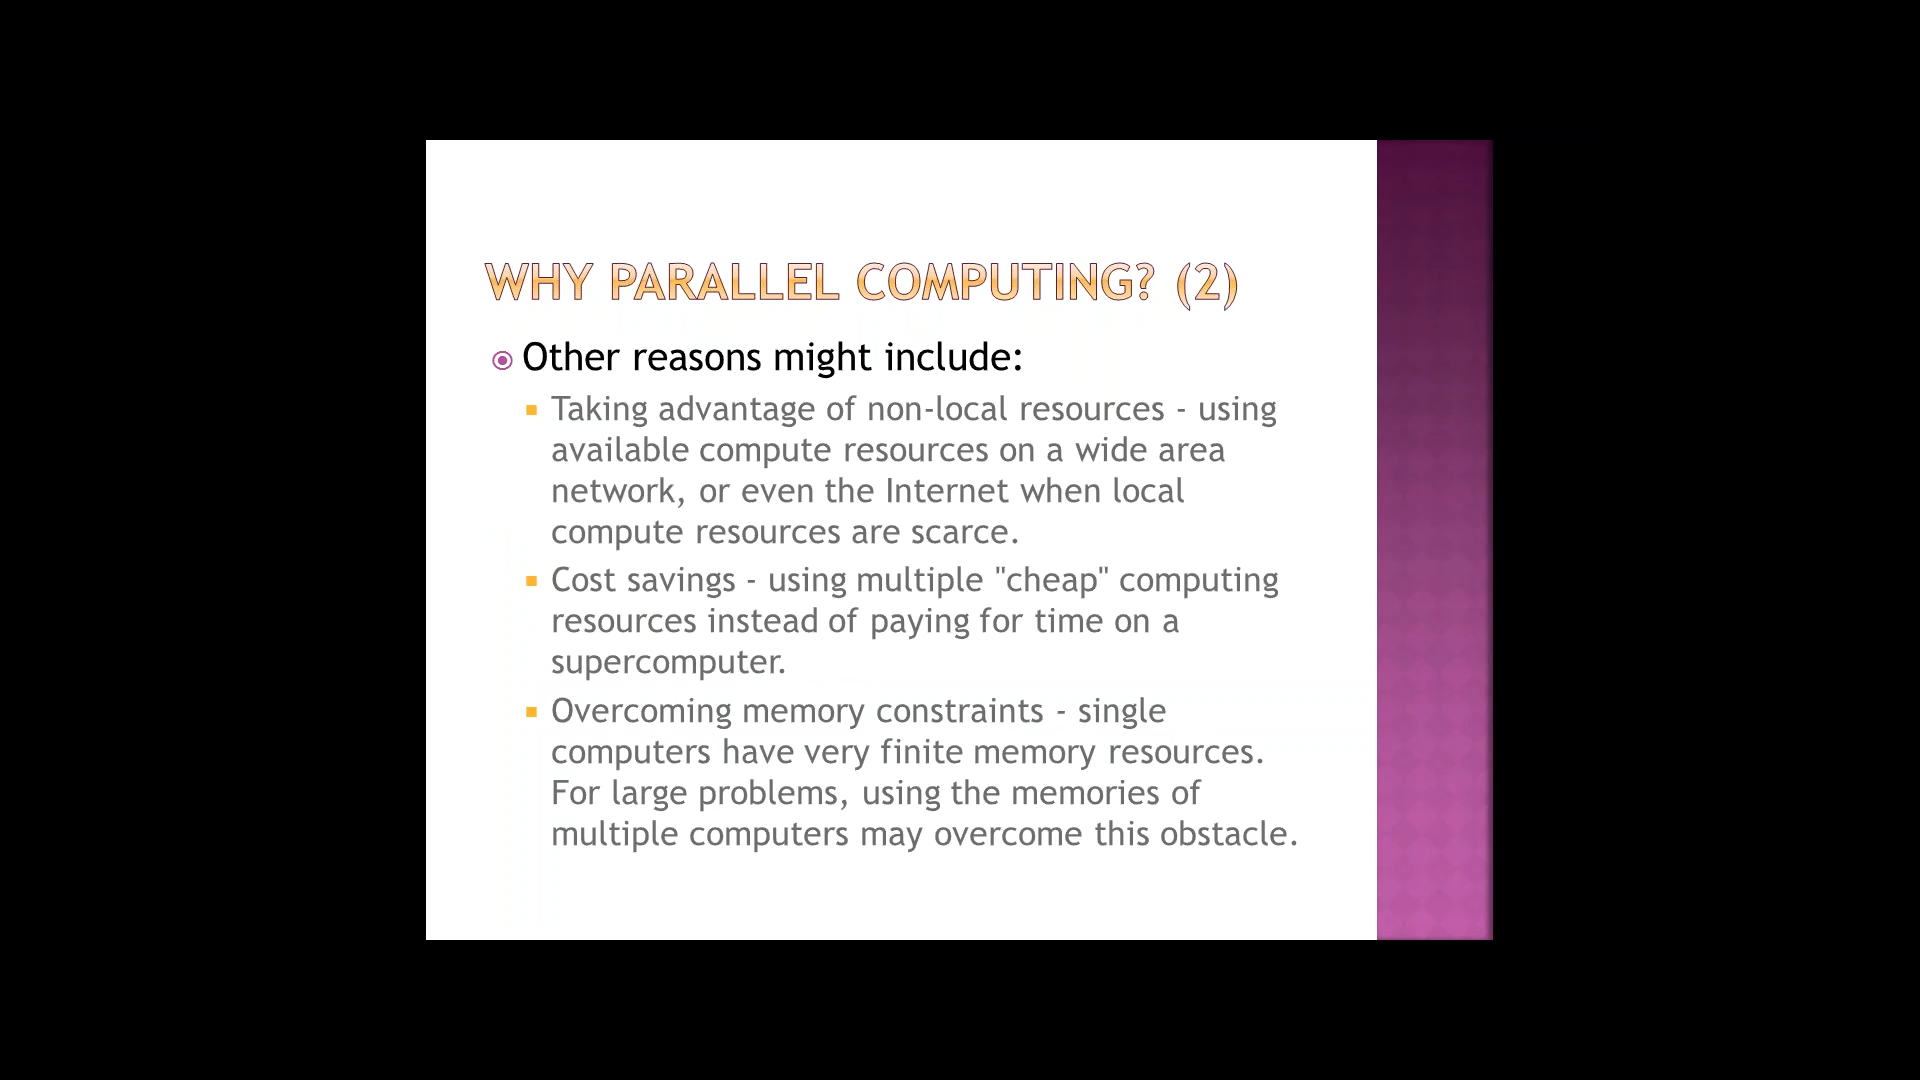 WHY PARALLEL COMPUTING? (2)
Other reasons might include:
Taking advantage of non-local resources - using
available compute resources on a wide area
network, or even the Internet when local
compute resources are scarce.
Cost savings - using multiple "cheap" computing
resources instead of paying for time on a
supercomputer.
Overcoming memory constraints - single
computers have very finite memory resources.
For large problems, using the memories of
multiple computers may overcome this obstacle.